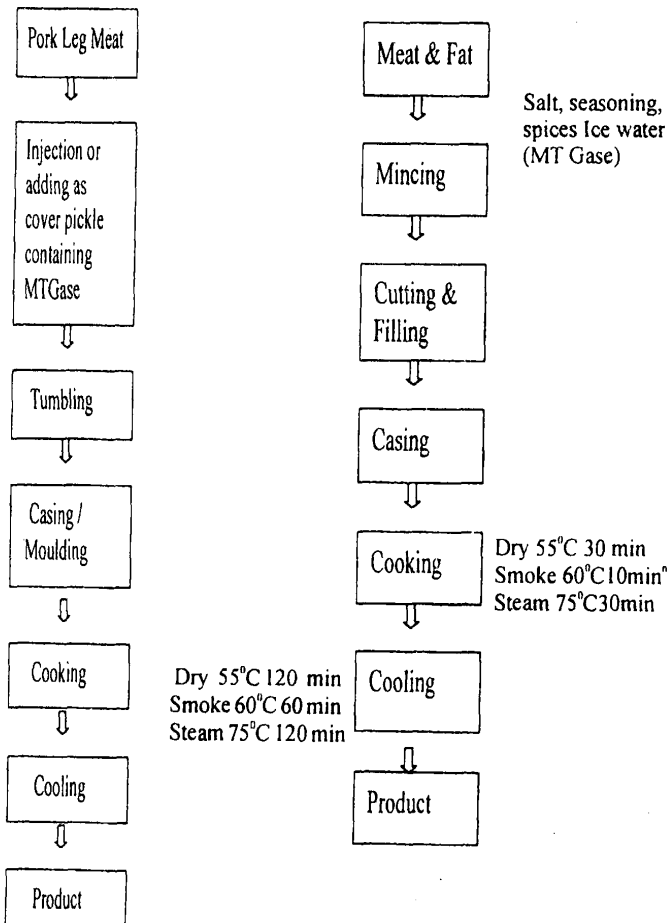 Pork Leg Meat
Injection or
adding as
cover pickle
containing
MTGase
Tumbling
Casing /
Moulding
Cooking
Dry 55°C 120 min
Smoke 60°C 60 min
Steam 75°C 120 min
Cooling
Product
Meat & Fat
Salt, seasoning,
spices Ice water
(MT Gase)
Mincing
Cutting &
Filling
Casing
Cooking
Dry 55°C 30 min
Smoke 60°C10min"
Steam 75°C30min
Cooling
Product